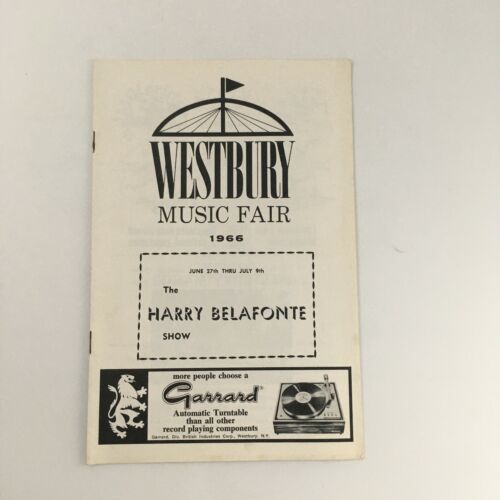 WESTBURY
MUSIC FAIR
1966
JUNE 27th THRU JULY 9th
The
HARRY BELAFONTE
SHOW
more people choose a
Garrard
Automatic Turntable
than all other
record playing components
Garrard, Div. British Industries Corp., Westbury, N.Y.